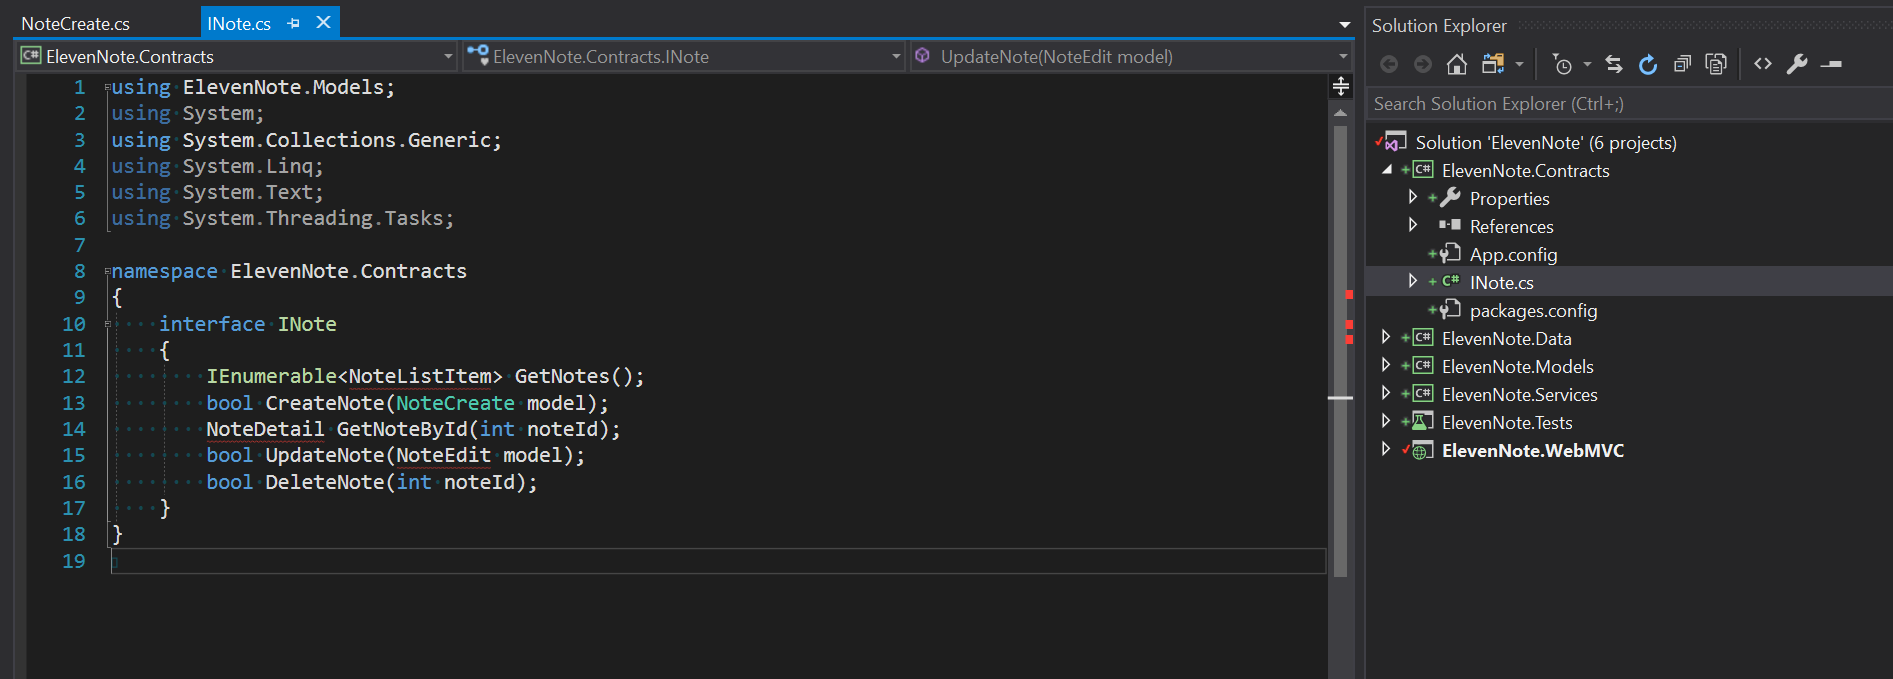 NoteCreate.cs
INote.cs
ElevenNote.Contracts
ElevenNote.Contracts.INote
UpdateNote(NoteEdit model)
1 using ElevenNote.Models;
2 using System;
3 using System.Collections.Generic;
4 using System.Linq;
5 using System.Text;
6 using System.Threading.Tasks;
7
8 namespace ElevenNote.Contracts
9 {
10 interface INote
11 {
12 IEnumerable<NoteListItem> GetNotes();
13 bool CreateNote(NoteCreate model);
14 NoteDetail GetNoteById(int noteId);
15 bool UpdateNote(NoteEdit model);
16 bool DeleteNote(int noteId);
17 }
18 }
19
Solution Explorer
Search Solution Explorer (Ctrl+;)
Solution 'ElevenNote' (6 projects)
C# ElevenNote.Contracts
Properties
References
App.config
C# INote.cs
packages.config
C# ElevenNote.Data
C# ElevenNote.Models
C# ElevenNote.Services
ElevenNote.Tests
ElevenNote.WebMVC